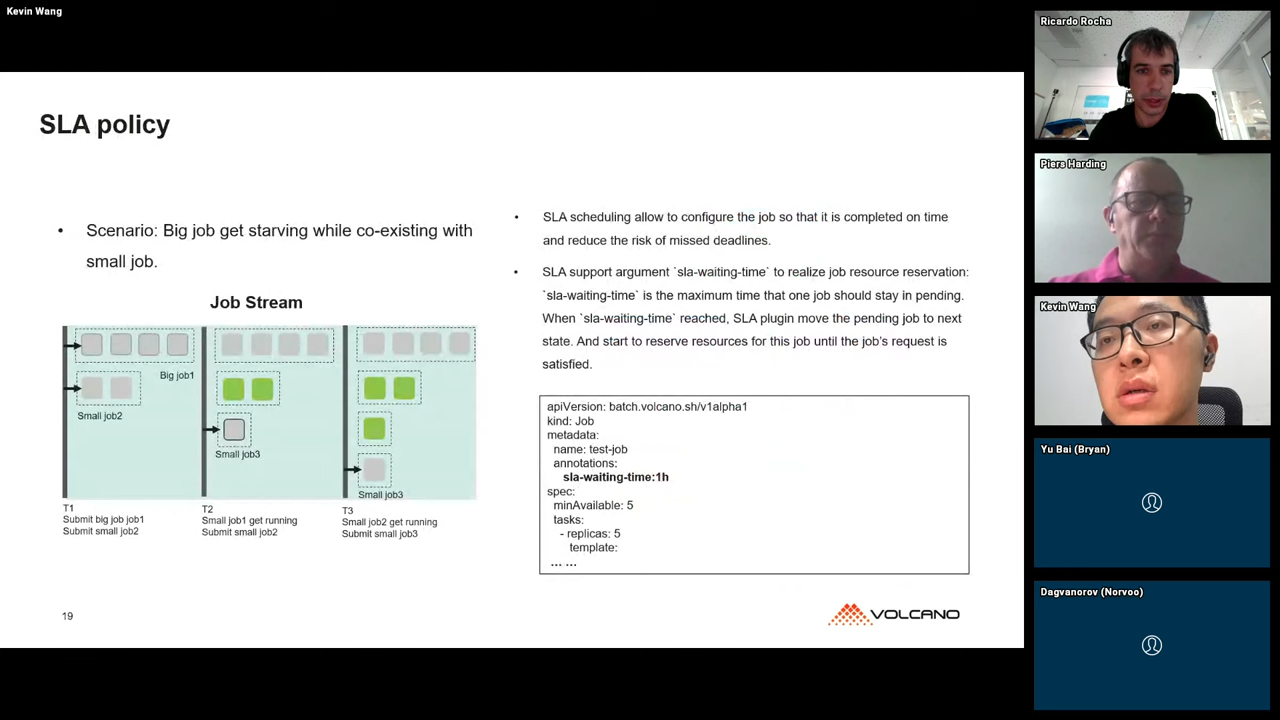 Kevin Wang
SLA policy
• Scenario: Big job get starving while co-existing with
small job.
Job Stream
Big job1
Small job2
Small job3
Small job3
T1
Submit big job job1
Submit small job2
T2
Small job1 get running
Submit small job2
T3
Small job2 get running
Submit small job3
• SLA scheduling allow to configure the job so that it is completed on time
and reduce the risk of missed deadlines.
• SLA support argument `sla-waiting-time` to realize job resource reservation:
`sla-waiting-time` is the maximum time that one job should stay in pending.
When `sla-waiting-time` reached, SLA plugin move the pending job to next
state. And start to reserve resources for this job until the job's request is
satisfied.
apiVersion: batch.volcano.sh/v1alpha1
kind: Job
metadata:
name: test-job
annotations:
sla-waiting-time:1h
spec:
minAvailable: 5
tasks:
- replicas: 5
template:
... ...
19
VOLCANO
Ricardo Rocha
Piers Harding
Kevin Wang
Yu Bai (Bryan)
Dagvanorov (Norvoo)